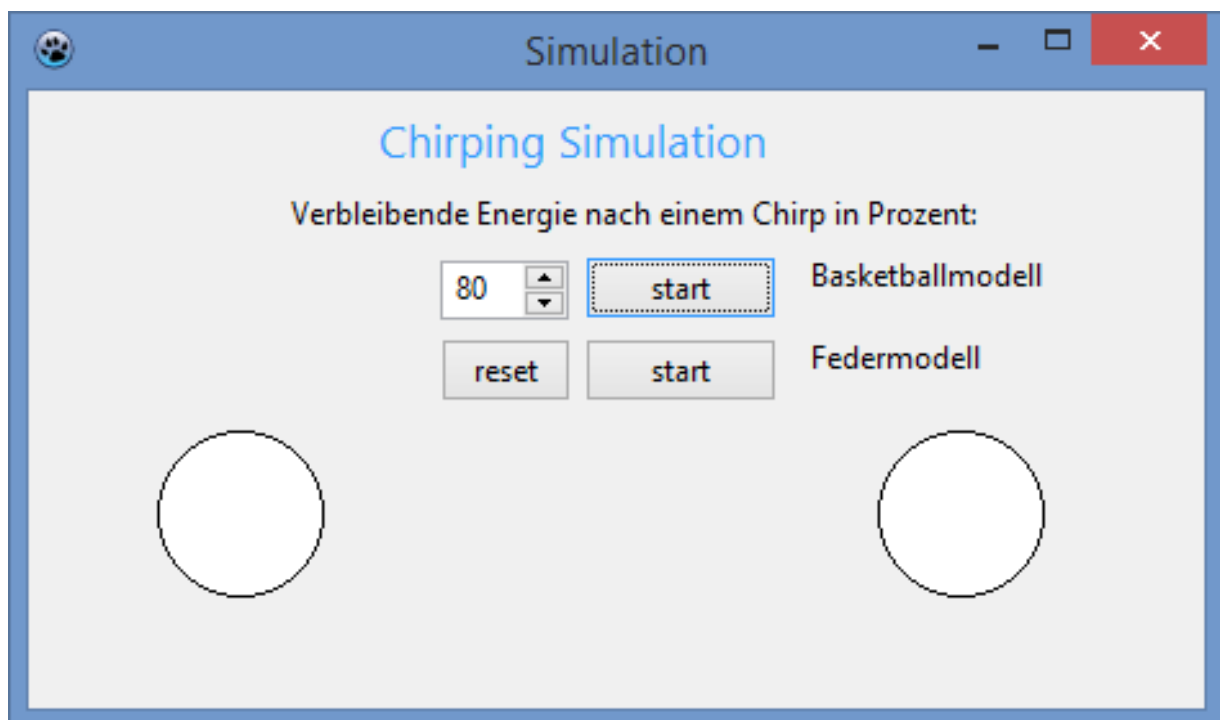 Simulation
Chirping Simulation
Verbleibende Energie nach einem Chirp in Prozent:
80 start Basketballmodell
reset start Federmodell